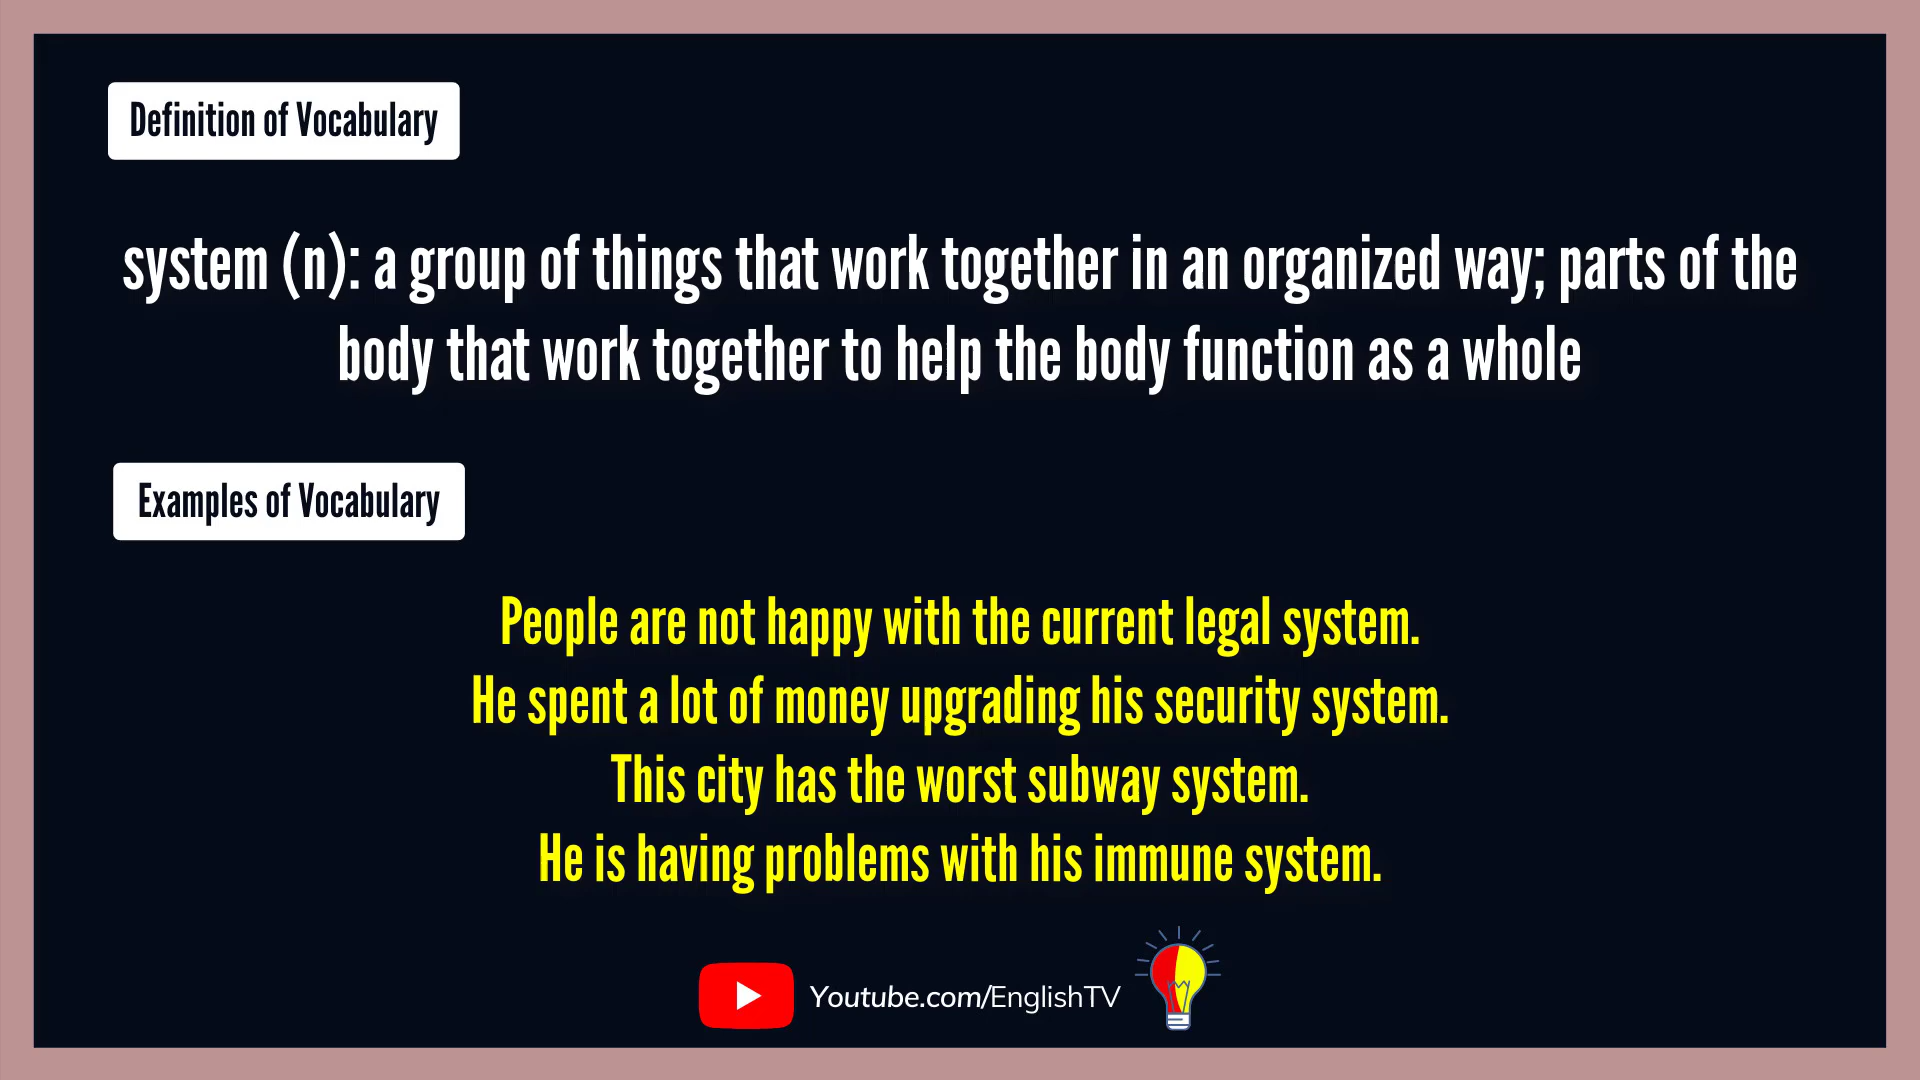 Definition of Vocabulary
system (n): a group of things that work together in an organized way; parts of the
body that work together to help the body function as a whole
Examples of Vocabulary
People are not happy with the current legal system.
He spent a lot of money upgrading his security system.
This city has the worst subway system.
He is having problems with his immune system.
Youtube.com/EnglishTV